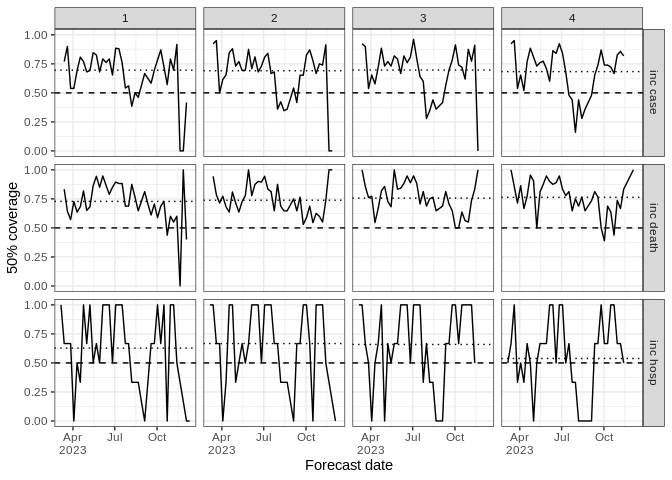 1 2 3 4
1.00
0.75
0.50
0.25
0.00
inc case
1.00
0.75
0.50
0.25
0.00
inc death
1.00
0.75
0.50
0.25
0.00
inc hosp
50% coverage
Apr Jul Oct Apr Jul Oct Apr Jul Oct Apr Jul Oct
2023 2023 2023 2023
Forecast date